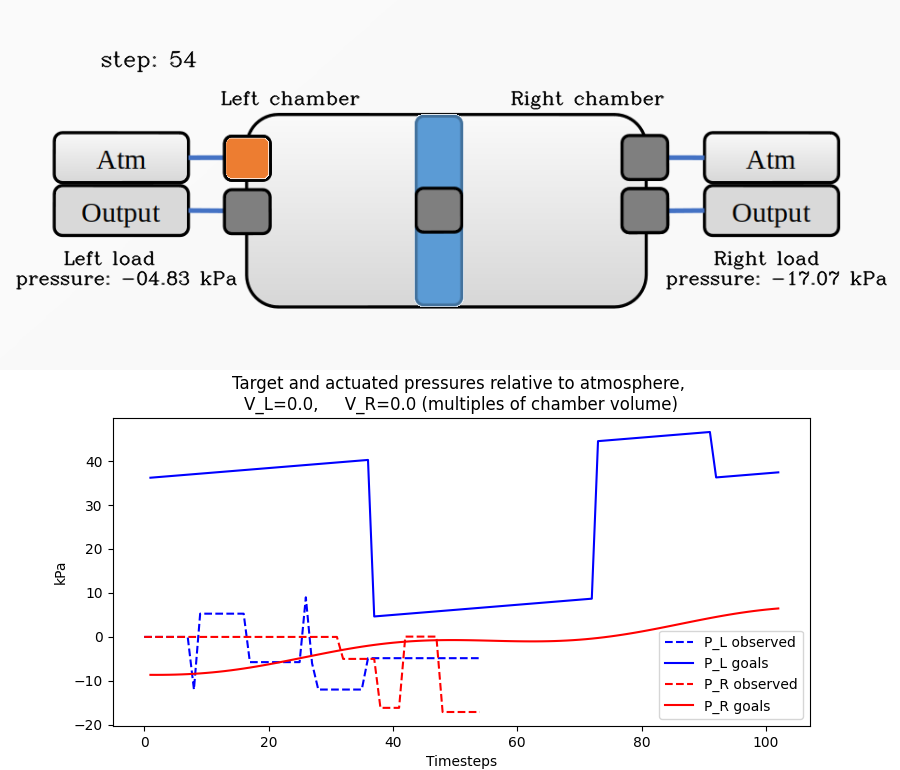 step: 54
Left chamber
Right chamber
Atm
Atm
Output
Output
Left load
pressure: −04.83 kPa
Right load
pressure: −17.07 kPa
Target and actuated pressures relative to atmosphere,
V_L=0.0, V_R=0.0 (multiples of chamber volume)
kPa
40
30
20
10
0
−10
−20
P_L observed
P_L goals
P_R observed
P_R goals
0 20 40 60 80 100
Timesteps